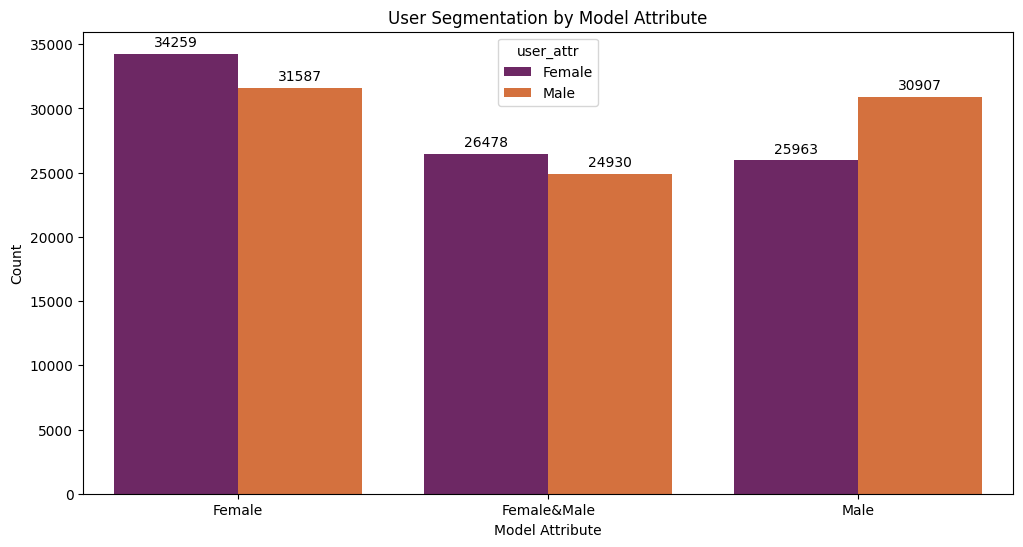 User Segmentation by Model Attribute
user_attr
Female
Male
34259
31587
26478
24930
25963
30907
35000
30000
25000
20000
15000
10000
5000
0
Count
Female
Female&Male
Male
Model Attribute